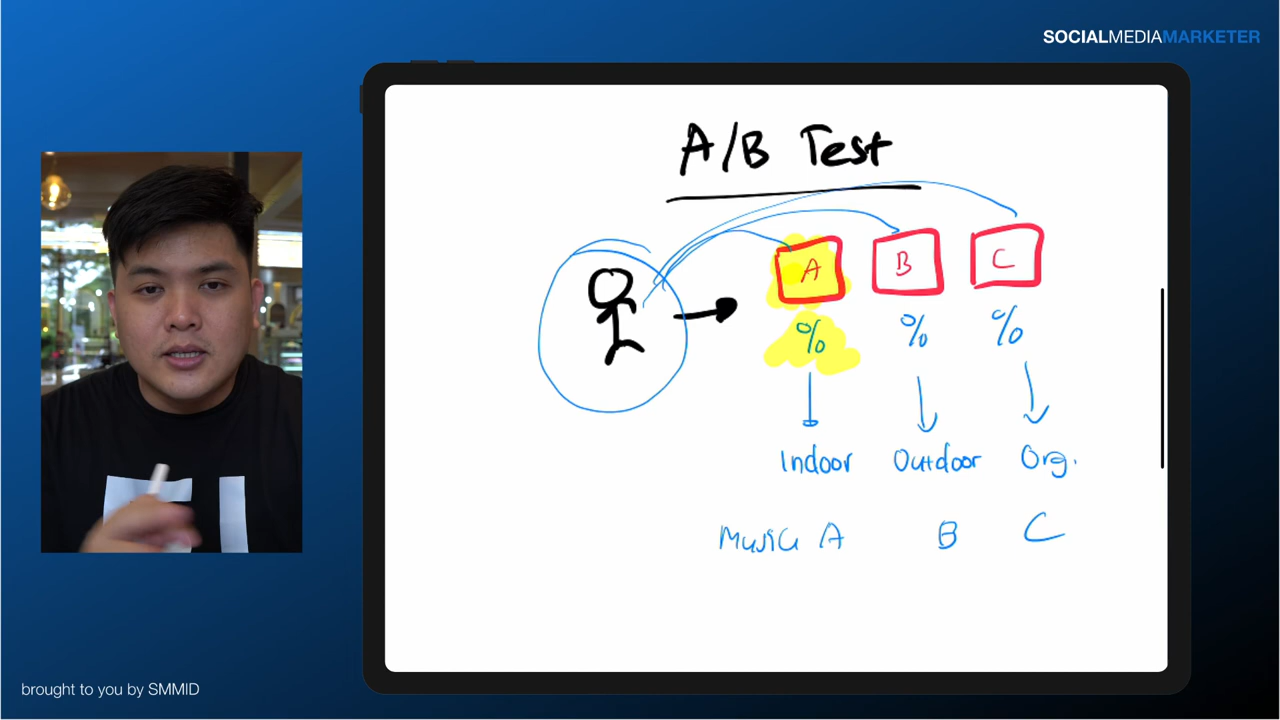 SOCIALMEDIAMARKETER
A/B Test
A B C
% % %
Indoor Outdoor Org.
Music A B C
brought to you by SMMID